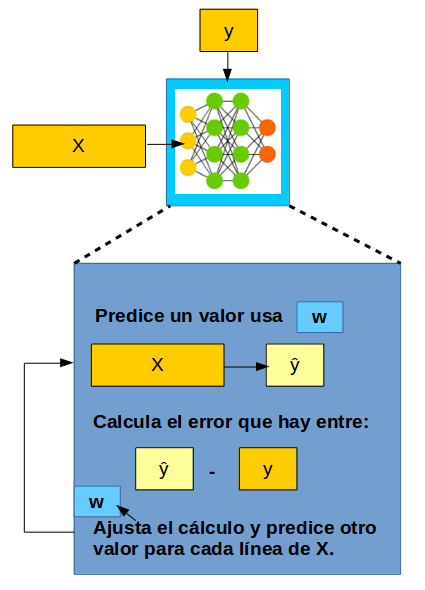 y
X
Predice un valor usa w
X ŷ
Calcula el error que hay entre:
ŷ - y
w
Ajusta el cálculo y predice otro
valor para cada línea de X.